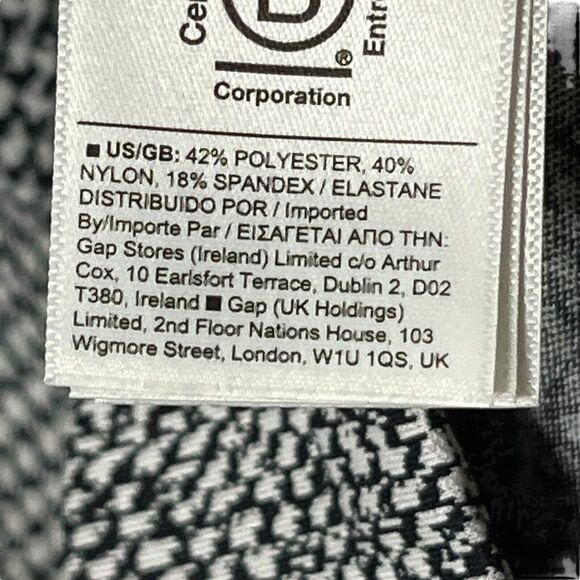 Cer
B
Entre
®
Corporation
■ US/GB: 42% POLYESTER, 40%
NYLON, 18% SPANDEX / ELASTANE
DISTRIBUIDO POR / Imported
By/Importe Par / ΕΙΣΑΓΕΤΑΙ ΑΠΟ ΤΗΝ:
Gap Stores (Ireland) Limited c/o Arthur
Cox, 10 Earlsfort Terrace, Dublin 2, D02
T380, Ireland ■ Gap (UK Holdings)
Limited, 2nd Floor Nations House, 103
Wigmore Street, London, W1U 1QS, UK